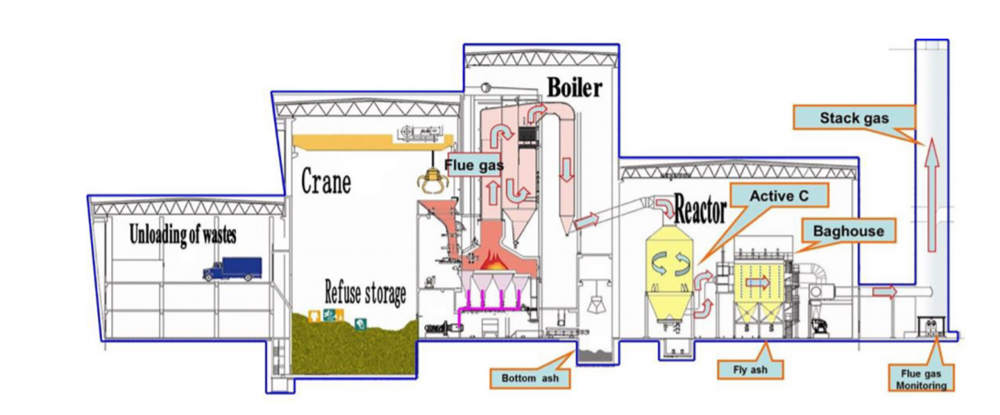 Boiler
Stack gas
Flue gas
Crane
Active C
Reactor
Unloading of wastes
Baghouse
Refuse storage
Bottom ash
Fly ash
Flue gas
Monitoring